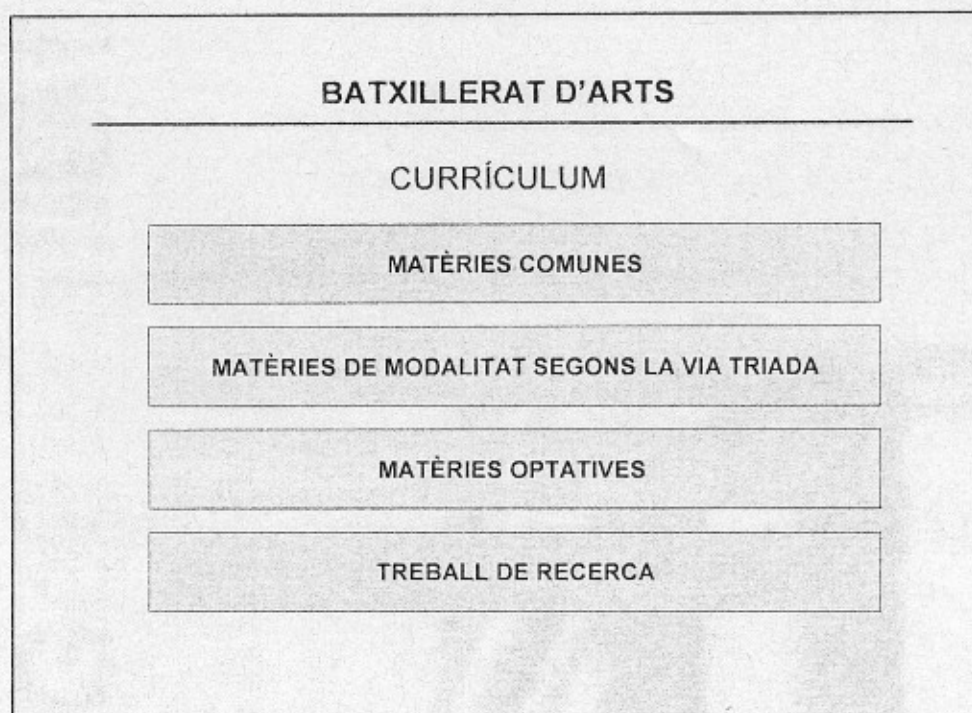 BATXILLERAT D'ARTS
CURRÍCULUM
MATÈRIES COMUNES
MATÈRIES DE MODALITAT SEGONS LA VIA TRIADA
MATÈRIES OPTATIVES
TREBALL DE RECERCA